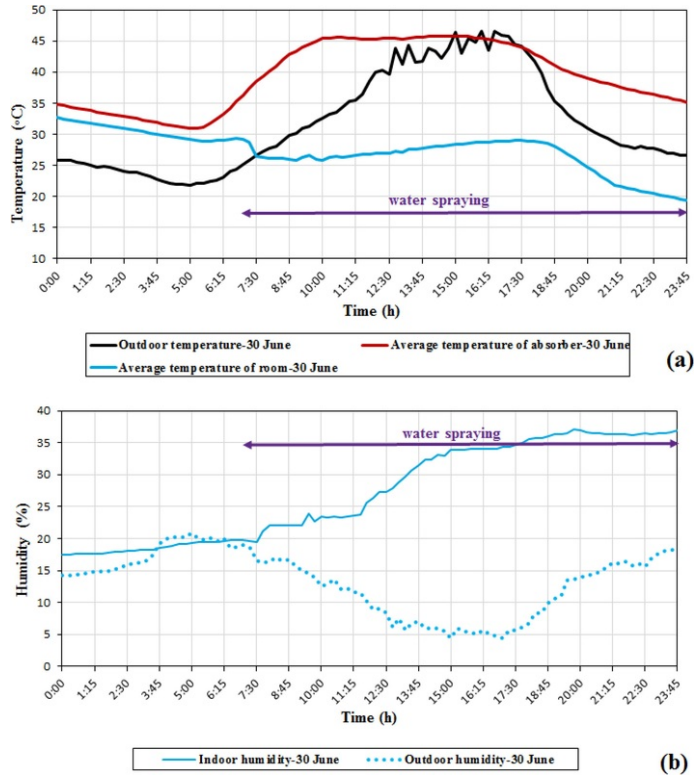 (a)
50
45
40
35
30
25
20
15
10
Temperature (°C)
water spraying
0:00 1:15 2:30 3:45 5:00 6:15 7:30 8:45 10:00 11:15 12:30 13:45 15:00 16:15 17:30 18:45 20:00 21:15 22:30 23:45
Time (h)
Outdoor temperature-30 June
Average temperature of absorber-30 June
Average temperature of room-30 June
40
35
30
25
20
15
10
5
0
Humidity (%)
water spraying
0:00 1:15 2:30 3:45 5:00 6:15 7:30 8:45 10:00 11:15 12:30 13:45 15:00 16:15 17:30 18:45 20:00 21:15 22:30 23:45
Time (h)
Indoor humidity-30 June
Outdoor humidity-30 June
(b)